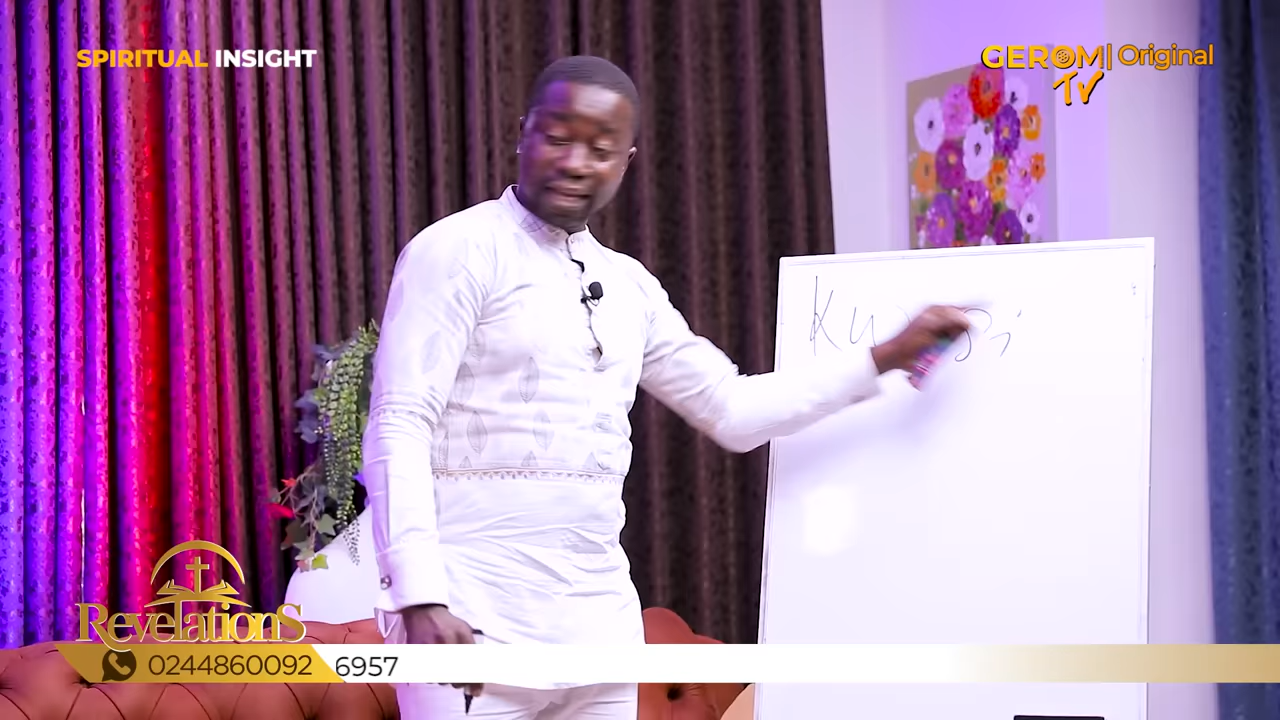 SPIRITUAL INSIGHT
GEROM TV | Original
RevelationS
0244860092 6957